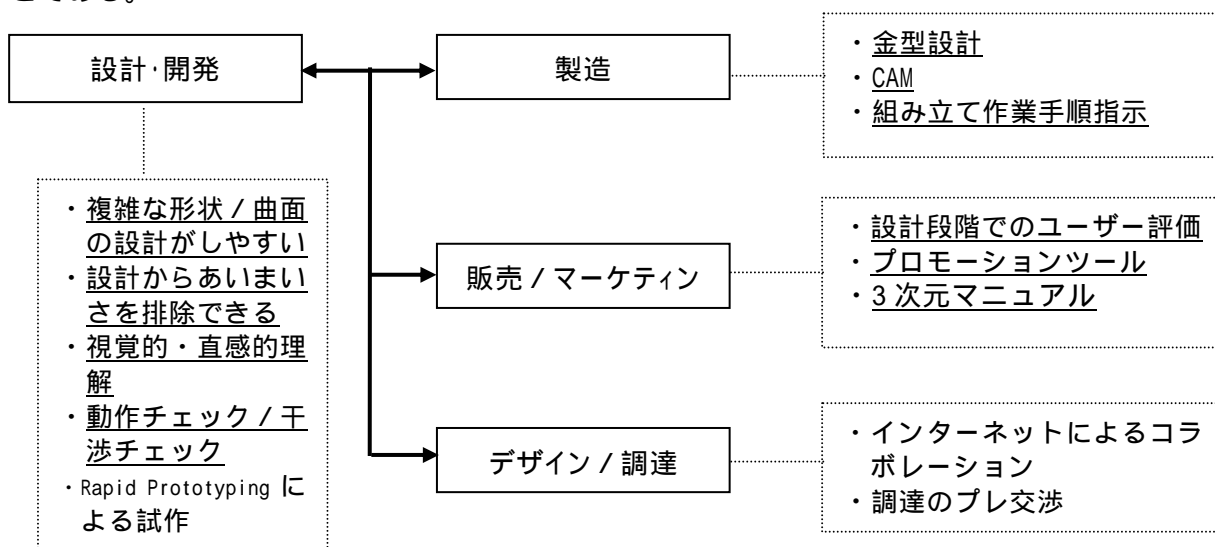 とである。
設計・開発
製造
・金型設計
・CAM
・組み立て作業手順指示
・複雑な形状/曲面
の設計がしやすい
・設計からあいまい
さを排除できる
・視覚的・直感的理
解
・動作チェック/干
渉チェック
・Rapid Prototyping に
よる試作
販売/マーケティン
・設計段階でのユーザー評価
・プロモーションツール
・3次元マニュアル
デザイン/調達
・インターネットによるコラ
ボレーション
・調達のプレ交渉